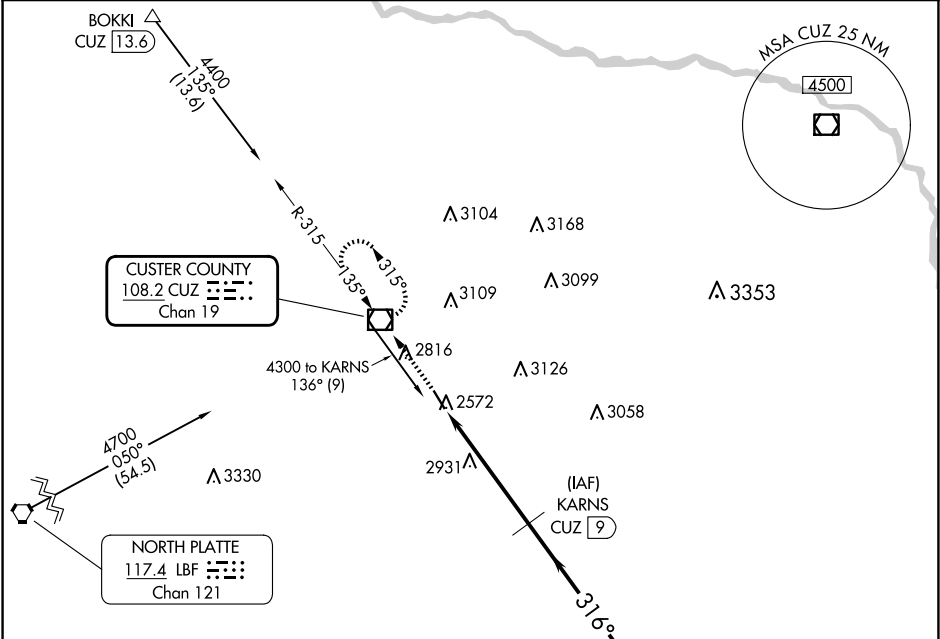 BOKKI
CUZ 13.6
4400
135°
(13.6)
MSA CUZ 25 NM
4500
R-315
135°
315°
3104
3168
3109
3099
3353
CUSTER COUNTY
108.2 CUZ
Chan 19
2816
4300 to KARNS
136° (9)
3126
2572
3058
4700
050°
(54.5)
3330
2931
(IAF)
KARNS
CUZ 9
NORTH PLATTE
117.4 LBF
Chan 121
316°